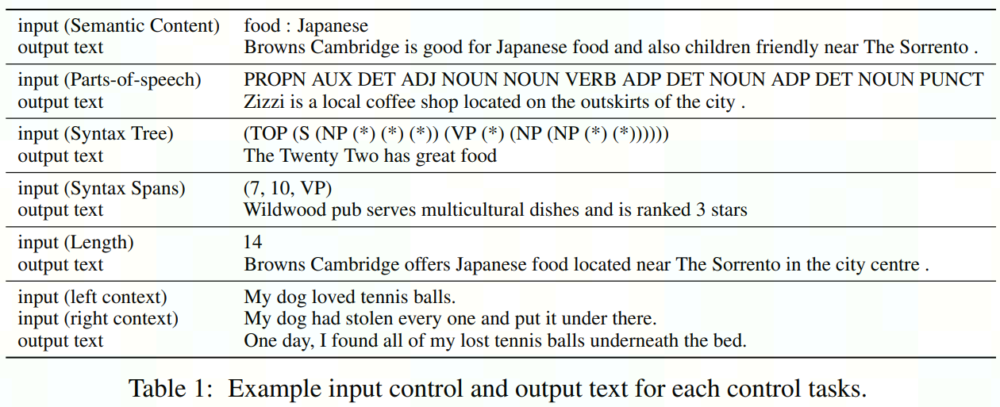 input (Semantic Content) food : Japanese
output text Browns Cambridge is good for Japanese food and also children friendly near The Sorrento .
input (Parts-of-speech) PROPN AUX DET ADJ NOUN NOUN VERB ADP DET NOUN ADP DET NOUN PUNCT
output text Zizzi is a local coffee shop located on the outskirts of the city .
input (Syntax Tree) (TOP (S (NP (*) (*) (*)) (VP (*) (NP (NP (*) (*))))))
output text The Twenty Two has great food
input (Syntax Spans) (7, 10, VP)
output text Wildwood pub serves multicultural dishes and is ranked 3 stars
input (Length) 14
output text Browns Cambridge offers Japanese food located near The Sorrento in the city centre .
input (left context) My dog loved tennis balls.
input (right context) My dog had stolen every one and put it under there.
output text One day, I found all of my lost tennis balls underneath the bed.
Table 1: Example input control and output text for each control tasks.